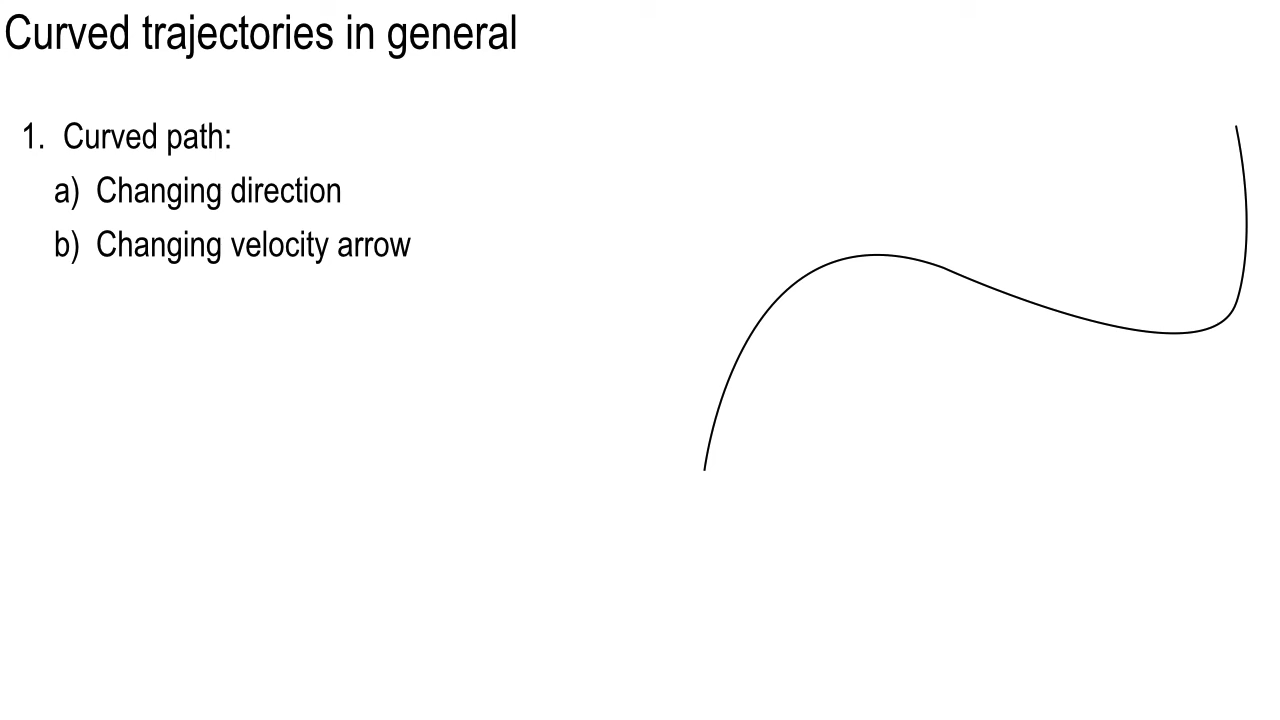 Curved trajectories in general
1. Curved path:
a) Changing direction
b) Changing velocity arrow